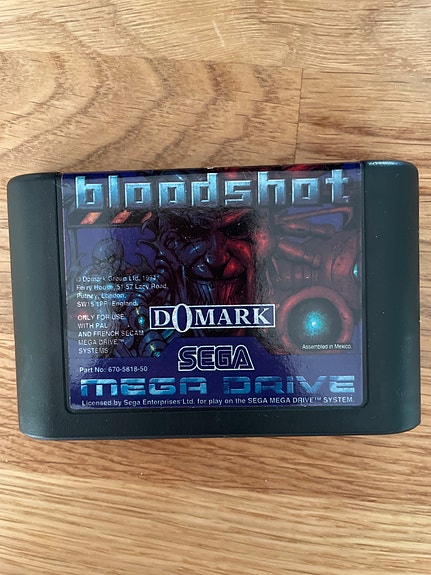 bloodshot
© Domark Group Ltd. 1994.
Ferry House, 51-57 Lacy Road,
Putney, London,
SW15 1PR England.
ONLY FOR USE
WITH PAL
AND FRENCH SECAM
MEGA DRIVE™
SYSTEMS
DOMARK
Assembled in Mexico.
SEGA
Part No: 670-5818-50
MEGA DRIVE
Licensed by Sega Enterprises Ltd. for play on the SEGA MEGA DRIVE™ SYSTEM.